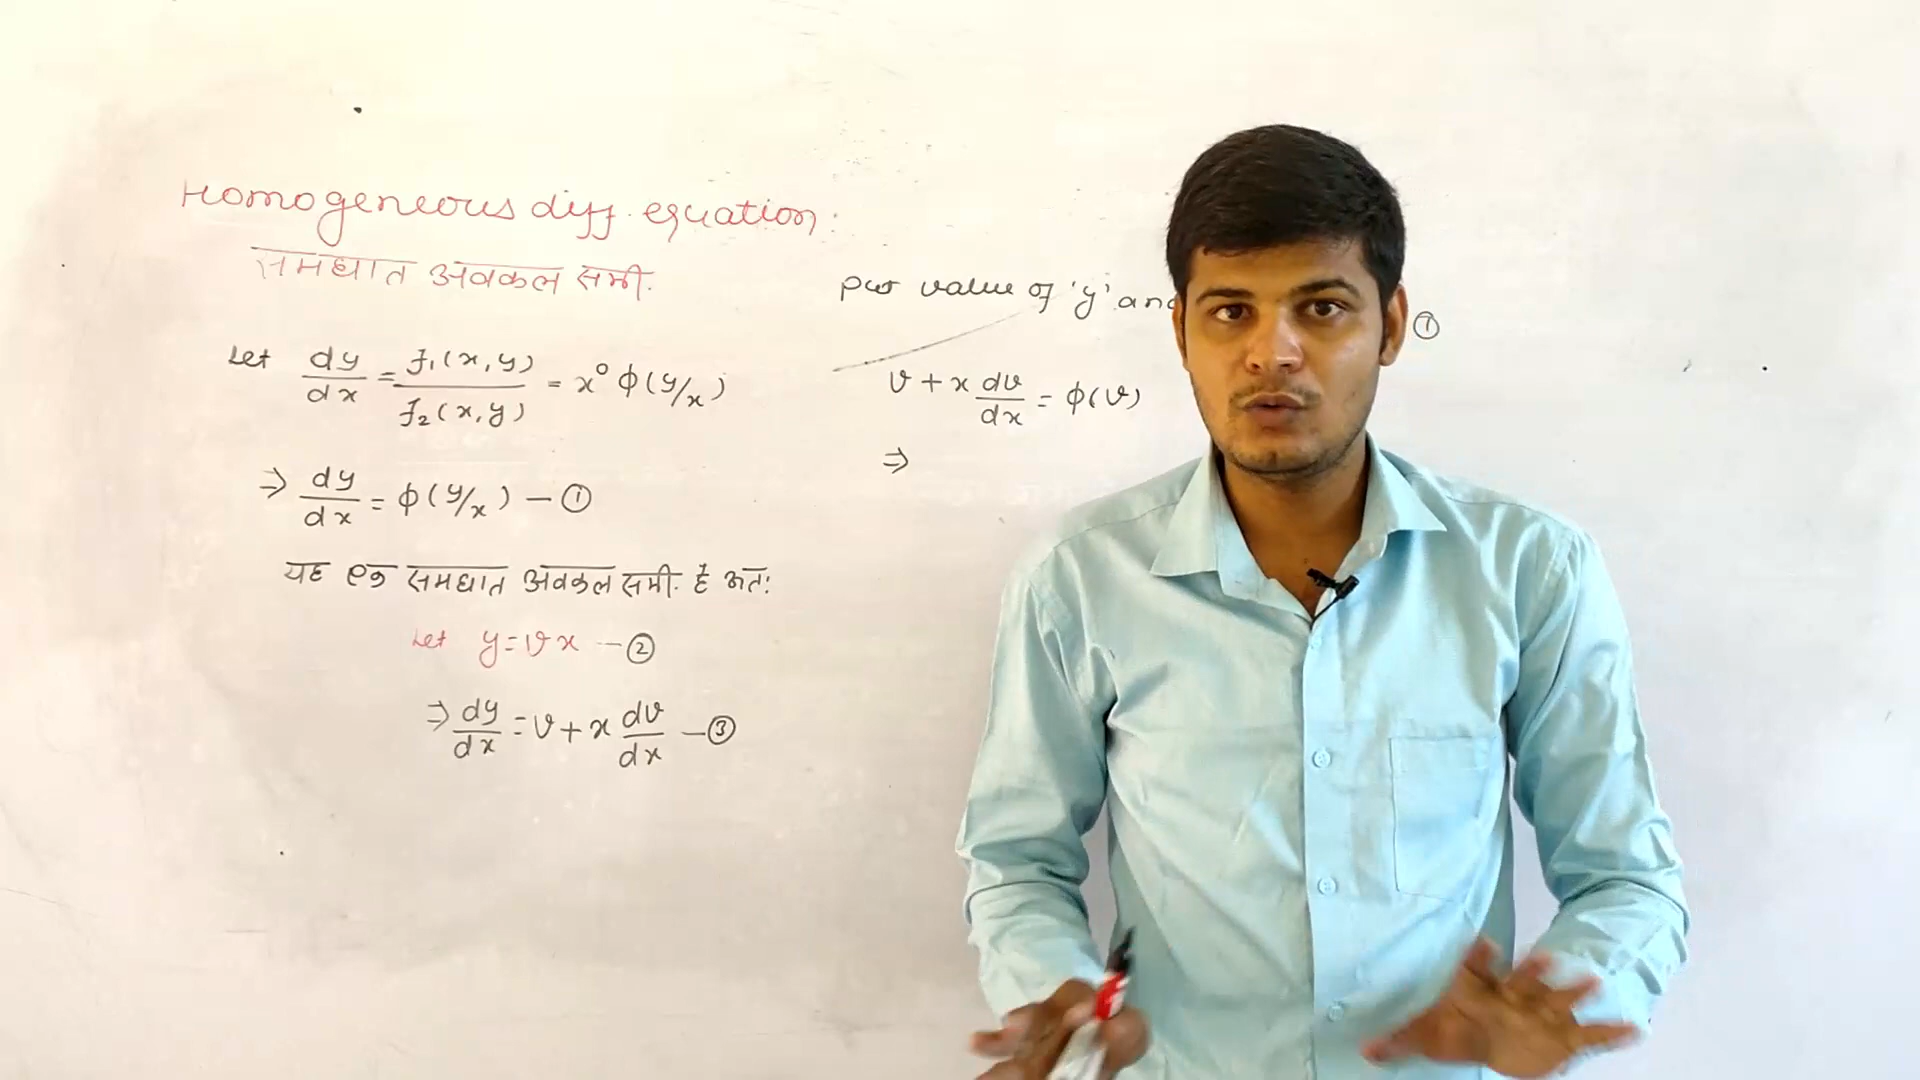 Homogeneous diff. equation:
समघात अवकल समी.
Let dy/dx = f₁(x, y)/f₂(x, y) = x⁰ ϕ(y/x)
⇒ dy/dx = ϕ(y/x) — ①
यह एक समघात अवकल समी. है अतः
Let y = vx — ②
⇒ dy/dx = v + x dv/dx — ③
put value of 'y' and ①
v + x dv/dx = ϕ(v)
⇒